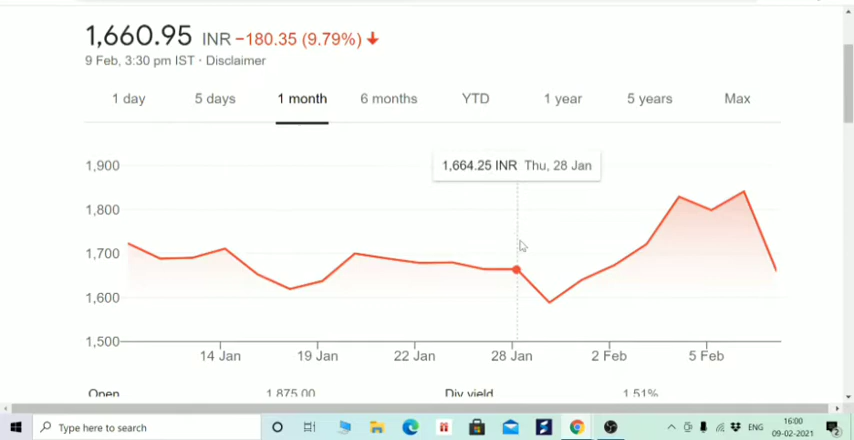 1,660.95 INR −180.35 (9.79%)
9 Feb, 3:30 pm IST · Disclaimer
1 day 5 days 1 month 6 months YTD 1 year 5 years Max
1,664.25 INR Thu, 28 Jan
1,900
1,800
1,700
1,600
1,500
14 Jan 19 Jan 22 Jan 28 Jan 2 Feb 5 Feb
Open 1,875.00 Div yield 1.51%
Type here to search
ENG
16:00
09-02-2021
2